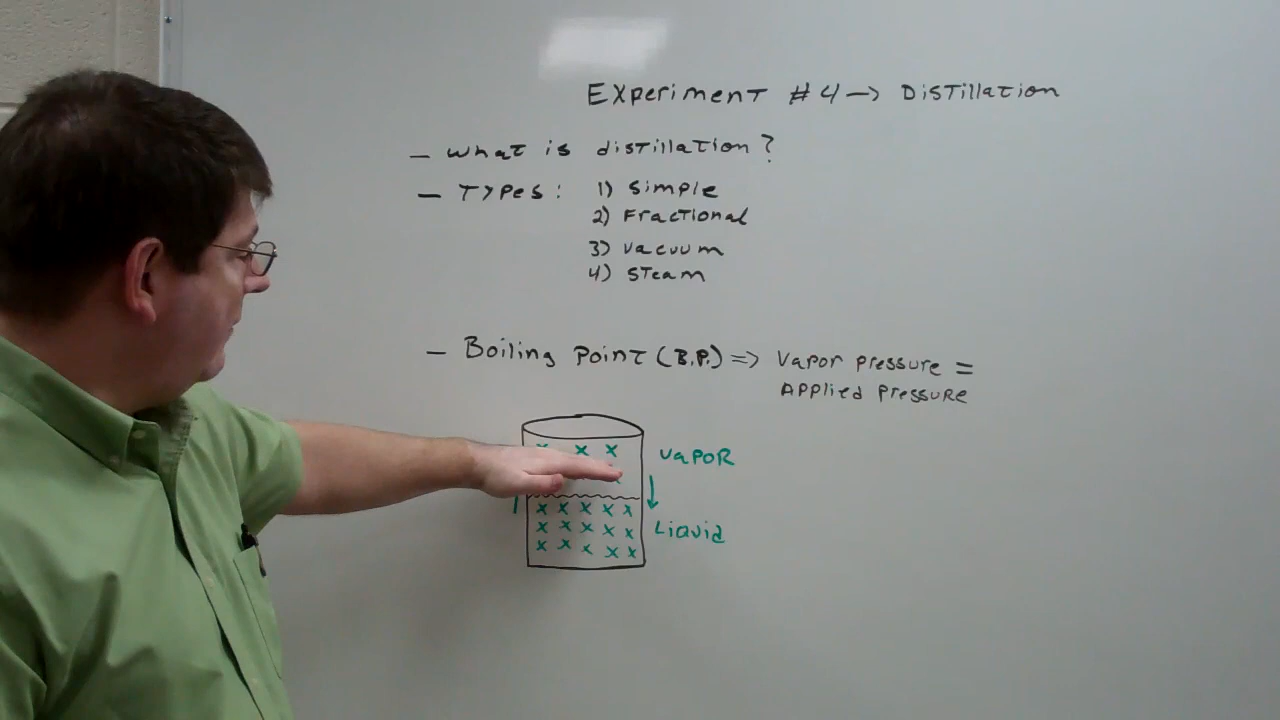 Experiment #4 → Distillation
- What is distillation?
- Types: 1) Simple
2) Fractional
3) Vacuum
4) Steam
- Boiling Point (B.P.) ⇒ Vapor pressure =
Applied pressure
x x x
Vapor
x x x x x
Liquid
x x x x x
x x x x x